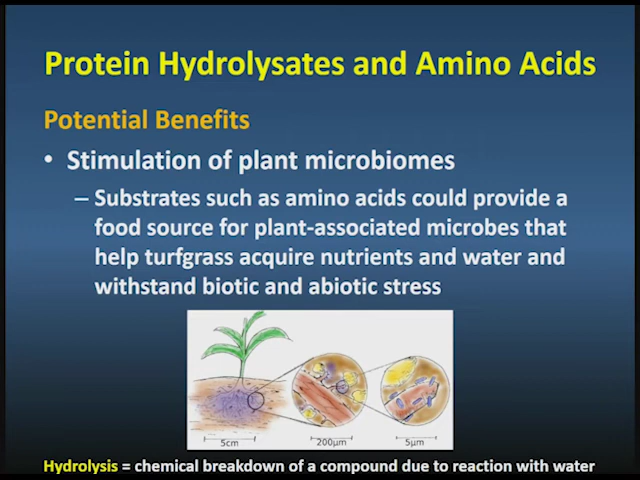 Protein Hydrolysates and Amino Acids
Potential Benefits
• Stimulation of plant microbiomes
– Substrates such as amino acids could provide a
food source for plant-associated microbes that
help turfgrass acquire nutrients and water and
withstand biotic and abiotic stress
5cm
200µm
5µm
Hydrolysis = chemical breakdown of a compound due to reaction with water